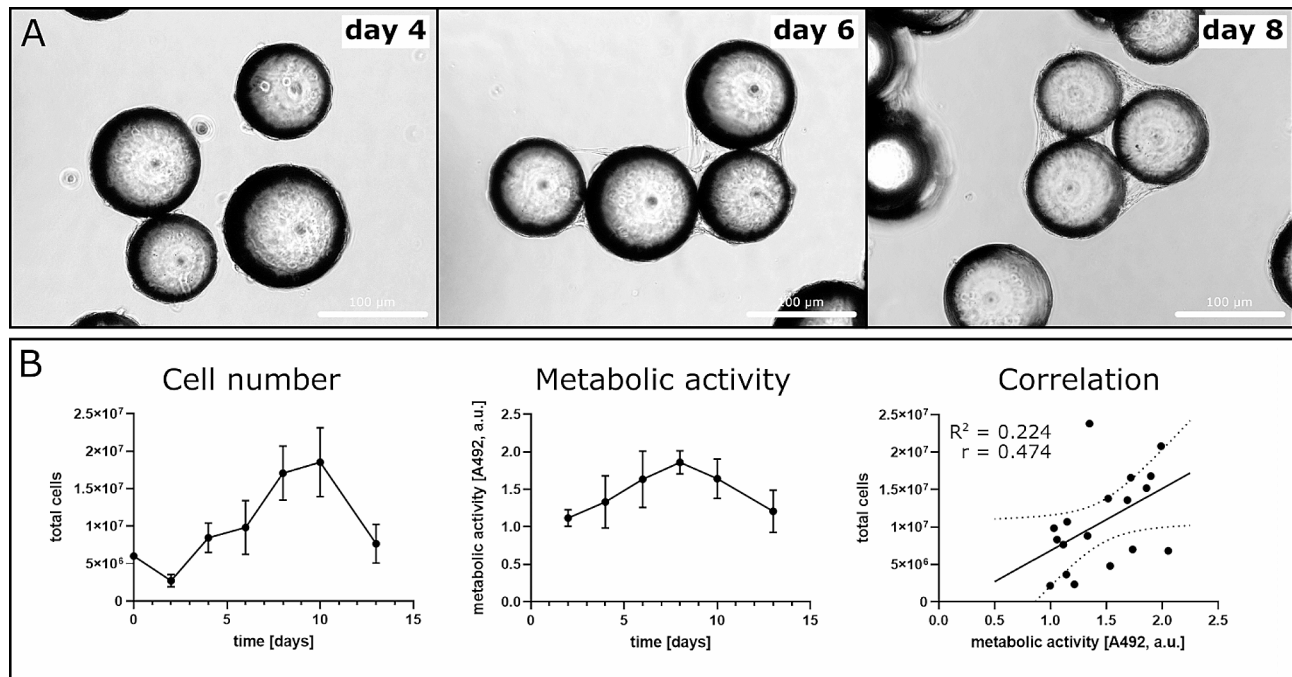 A
day 4
day 6
day 8
100 µm
100 µm
100 µm
B
Cell number
Metabolic activity
Correlation
total cells
2.5×10⁷
2×10⁷
1.5×10⁷
1×10⁷
5×10⁶
0
0
5
10
15
time [days]
metabolic activity [A492, a.u.]
2.5
2.0
1.5
1.0
0.5
0.0
0
5
10
15
time [days]
total cells
2.5×10⁷
2×10⁷
1.5×10⁷
1×10⁷
5×10⁶
0
R² = 0.224
r = 0.474
0.0
0.5
1.0
1.5
2.0
2.5
metabolic activity [A492, a.u.]